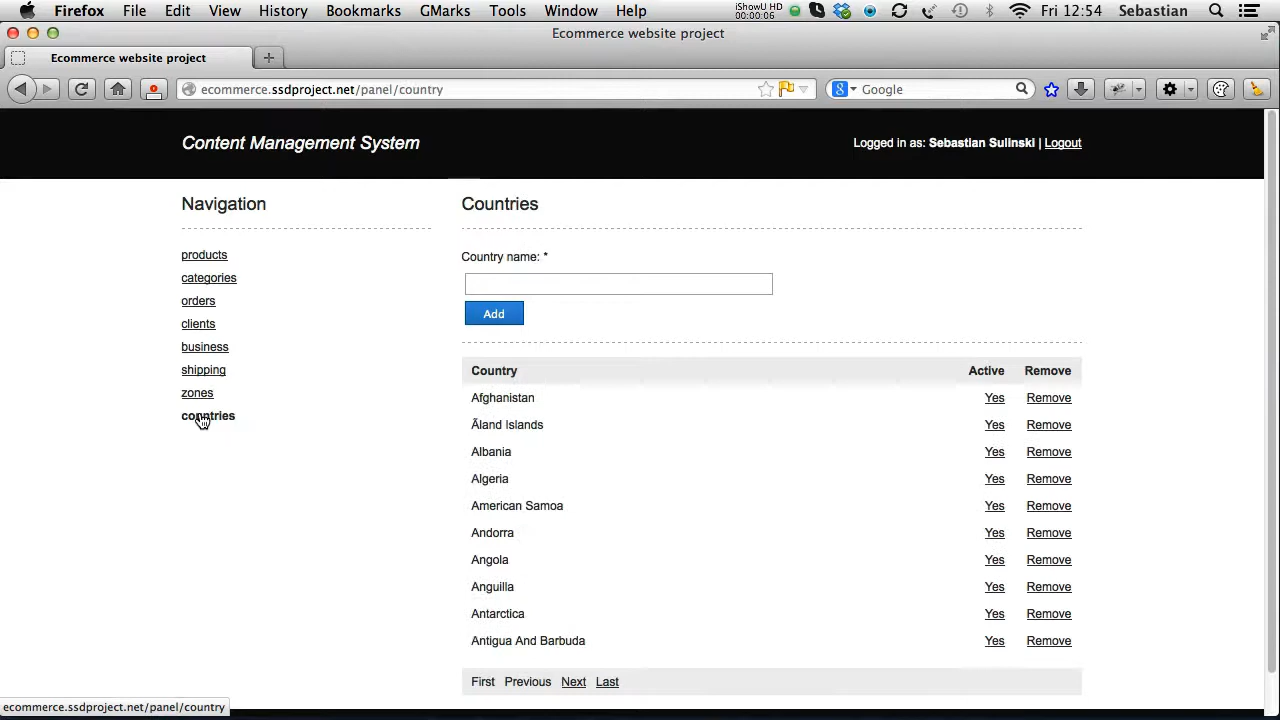 Firefox File Edit View History Bookmarks GMarks Tools Window Help iShowU HD 00:00:06 Fri 12:54 Sebastian
Ecommerce website project
Ecommerce website project
ecommerce.ssdproject.net/panel/country
Google
Content Management System
Logged in as: Sebastian Sulinski | Logout
Navigation
products
categories
orders
clients
business
shipping
zones
countries
Countries
Country name: *
Add
Country Active Remove
Afghanistan Yes Remove
Ãland Islands Yes Remove
Albania Yes Remove
Algeria Yes Remove
American Samoa Yes Remove
Andorra Yes Remove
Angola Yes Remove
Anguilla Yes Remove
Antarctica Yes Remove
Antigua And Barbuda Yes Remove
First Previous Next Last
ecommerce.ssdproject.net/panel/country